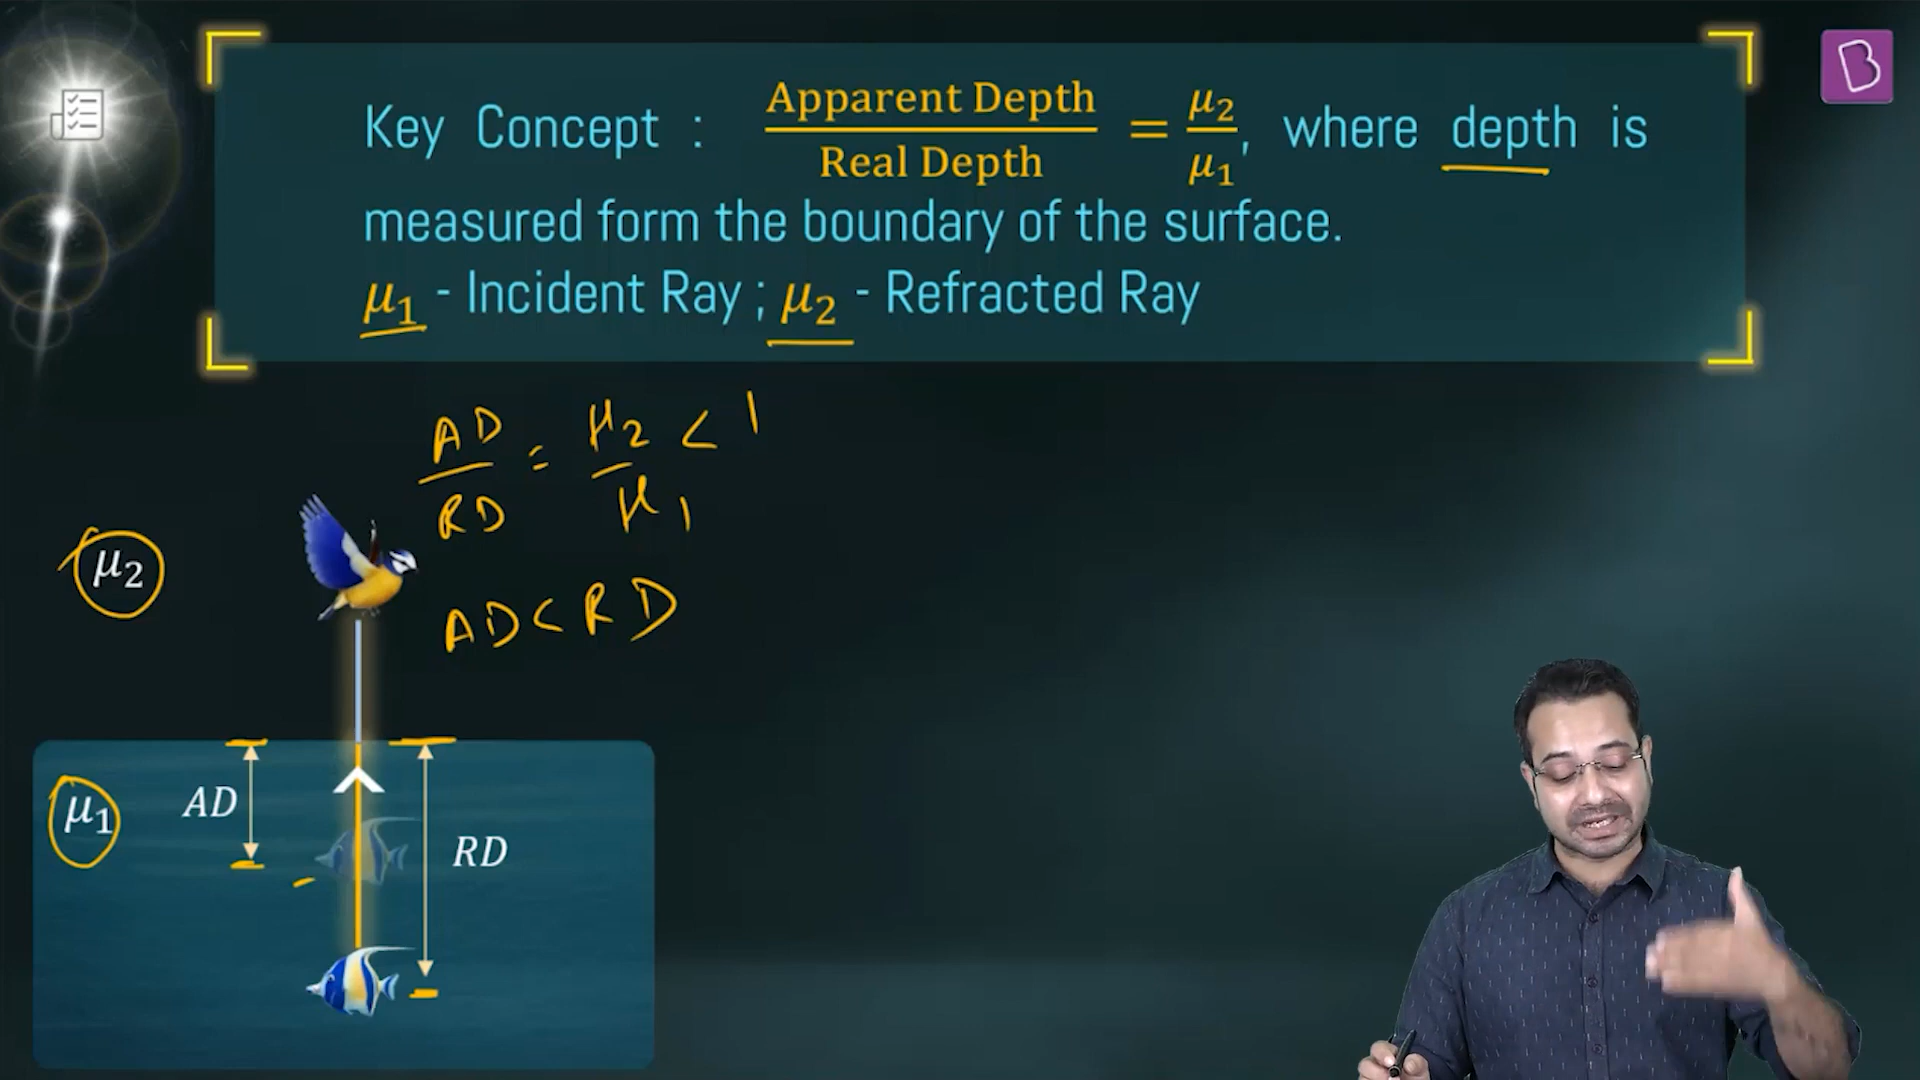 Key Concept : Apparent Depth / Real Depth = μ₂ / μ₁, where depth is
measured form the boundary of the surface.
μ₁ - Incident Ray ; μ₂ - Refracted Ray
AD / RD = μ₂ / μ₁ < 1
AD < RD
μ₂
μ₁
AD
RD
B